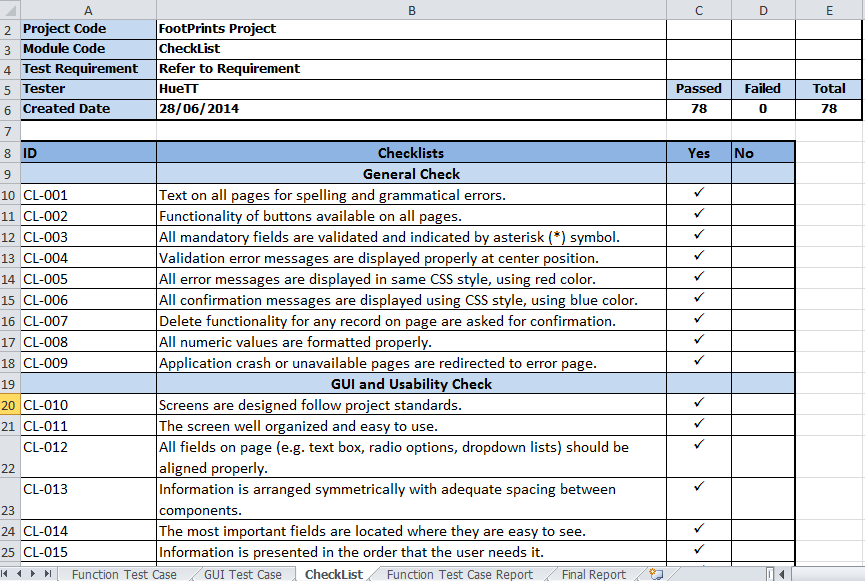 A B C D E
2 Project Code FootPrints Project
3 Module Code CheckList
4 Test Requirement Refer to Requirement
5 Tester HueTT Passed Failed Total
6 Created Date 28/06/2014 78 0 78
7
8 ID Checklists Yes No
9 General Check
10 CL-001 Text on all pages for spelling and grammatical errors. ✓
11 CL-002 Functionality of buttons available on all pages. ✓
12 CL-003 All mandatory fields are validated and indicated by asterisk (*) symbol. ✓
13 CL-004 Validation error messages are displayed properly at center position. ✓
14 CL-005 All error messages are displayed in same CSS style, using red color. ✓
15 CL-006 All confirmation messages are displayed using CSS style, using blue color. ✓
16 CL-007 Delete functionality for any record on page are asked for confirmation. ✓
17 CL-008 All numeric values are formatted properly. ✓
18 CL-009 Application crash or unavailable pages are redirected to error page. ✓
19 GUI and Usability Check
20 CL-010 Screens are designed follow project standards. ✓
21 CL-011 The screen well organized and easy to use. ✓
CL-012 All fields on page (e.g. text box, radio options, dropdown lists) should be ✓
22 aligned properly.
CL-013 Information is arranged symmetrically with adequate spacing between ✓
23 components.
24 CL-014 The most important fields are located where they are easy to see. ✓
25 CL-015 Information is presented in the order that the user needs it. ✓
Function Test Case GUI Test Case CheckList Function Test Case Report Final Report